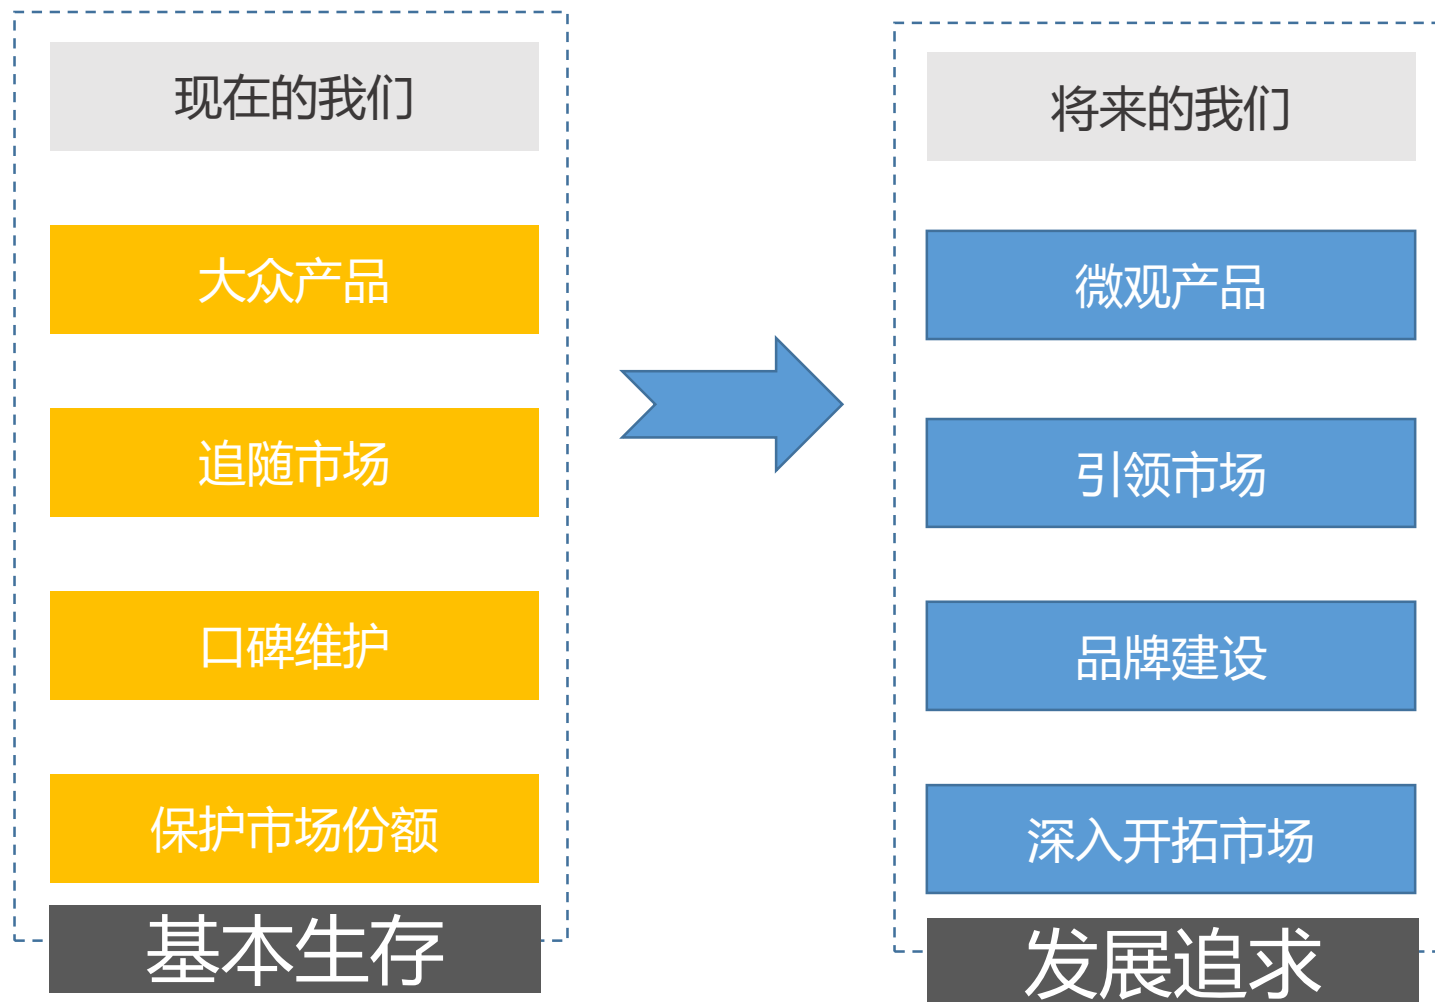 现在的我们
大众产品
追随市场
口碑维护
保护市场份额
基本生存
将来的我们
微观产品
引领市场
品牌建设
深入开拓市场
发展追求